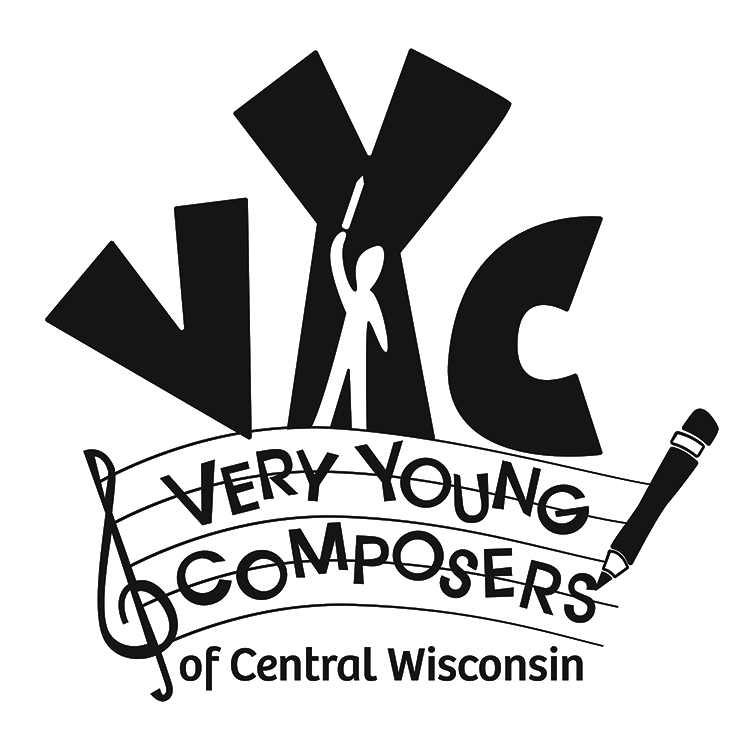 VYC
VERY YOUNG
COMPOSERS
of Central Wisconsin